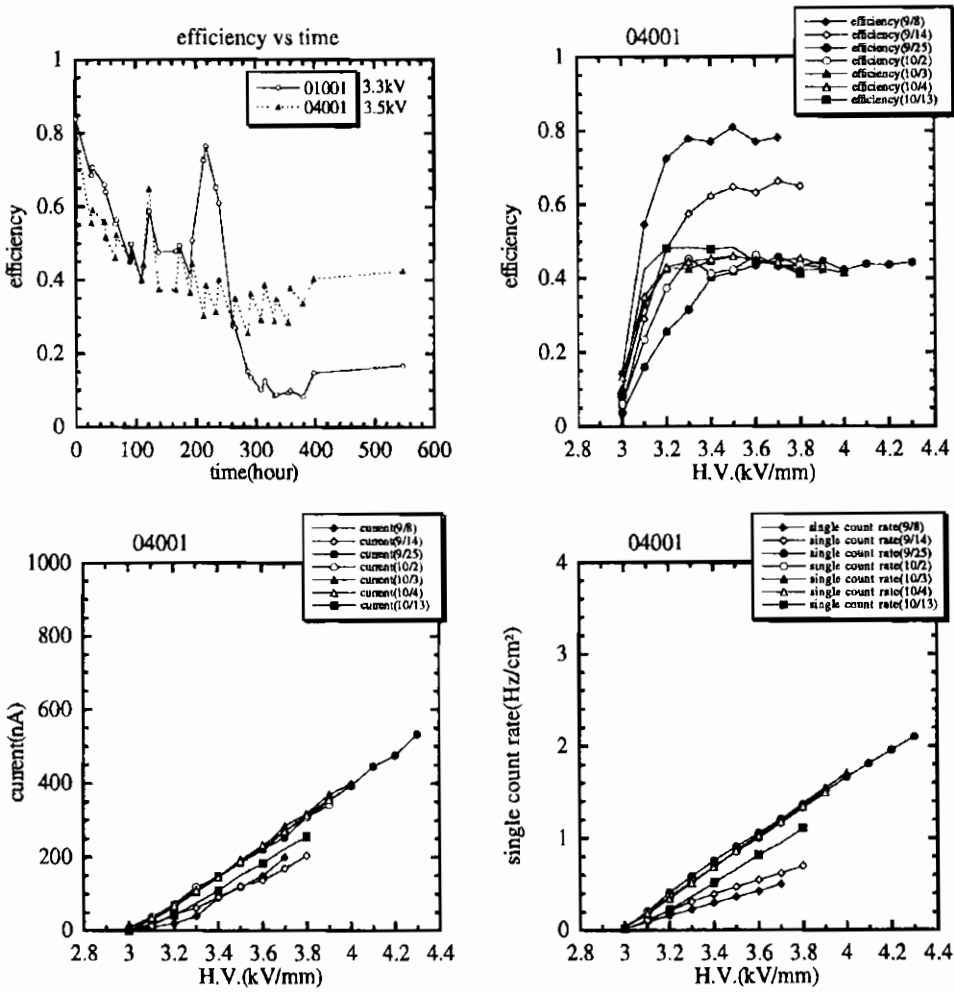 efficiency vs time
01001 3.3kV
04001 3.5kV
1
0.8
0.6
0.4
0.2
0
efficiency
0 100 200 300 400 500 600
time(hour)
04001
efficiency(9/8)
efficiency(9/14)
efficiency(9/25)
efficiency(10/2)
efficiency(10/3)
efficiency(10/4)
efficiency(10/13)
1
0.8
0.6
0.4
0.2
0
efficiency
2.8 3 3.2 3.4 3.6 3.8 4 4.2 4.4
H.V.(kV/mm)
04001
current(9/8)
current(9/14)
current(9/25)
current(10/2)
current(10/3)
current(10/4)
current(10/13)
1000
800
600
400
200
0
current(nA)
2.8 3 3.2 3.4 3.6 3.8 4 4.2 4.4
H.V.(kV/mm)
04001
single count rate(9/8)
single count rate(9/14)
single count rate(9/25)
single count rate(10/2)
single count rate(10/3)
single count rate(10/4)
single count rate(10/13)
4
3
2
1
0
single count rate(Hz/cm²)
2.8 3 3.2 3.4 3.6 3.8 4 4.2 4.4
H.V.(kV/mm)